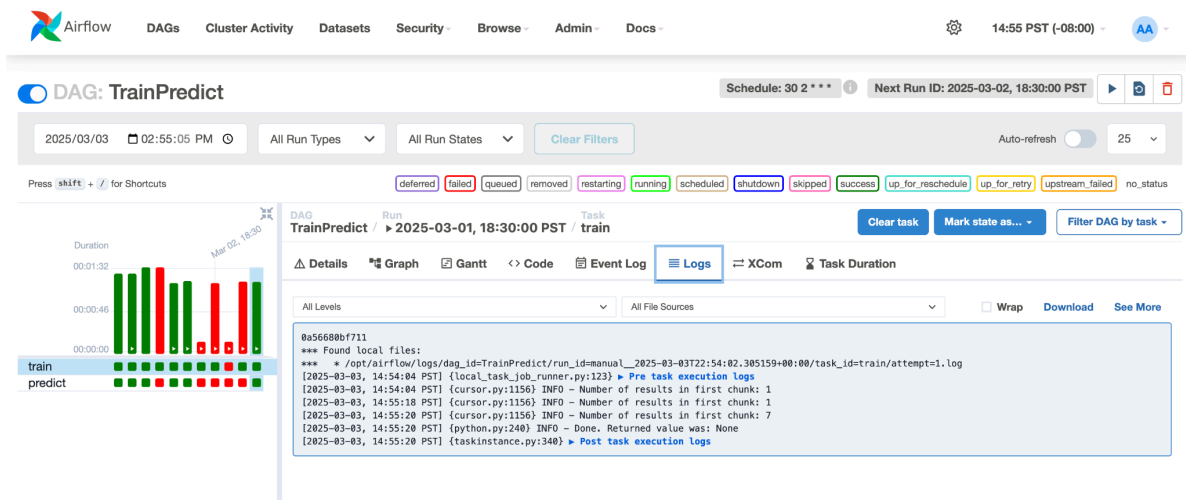 Airflow DAGs Cluster Activity Datasets Security Browse Admin Docs 14:55 PST (-08:00) AA
DAG: TrainPredict Schedule: 30 2 * * * Next Run ID: 2025-03-02, 18:30:00 PST
2025/03/03 02:55:05 PM All Run Types All Run States Clear Filters Auto-refresh 25
Press shift + / for Shortcuts deferred failed queued removed restarting running scheduled shutdown skipped success up_for_reschedule up_for_retry upstream_failed no_status
DAG Run Task
TrainPredict / 2025-03-01, 18:30:00 PST / train Clear task Mark state as... Filter DAG by task
Mar 02, 18:30
Duration
00:01:32
00:00:46
00:00:00
train
predict
Details Graph Gantt <> Code Event Log Logs XCom Task Duration
All Levels All File Sources Wrap Download See More
0a56680bf711
*** Found local files:
***   * /opt/airflow/logs/dag_id=TrainPredict/run_id=manual__2025-03-03T22:54:02.305159+00:00/task_id=train/attempt=1.log
[2025-03-03, 14:54:04 PST] {local_task_job_runner.py:123} ▶ Pre task execution logs
[2025-03-03, 14:54:04 PST] {cursor.py:1156} INFO - Number of results in first chunk: 1
[2025-03-03, 14:55:18 PST] {cursor.py:1156} INFO - Number of results in first chunk: 1
[2025-03-03, 14:55:20 PST] {cursor.py:1156} INFO - Number of results in first chunk: 7
[2025-03-03, 14:55:20 PST] {python.py:240} INFO - Done. Returned value was: None
[2025-03-03, 14:55:20 PST] {taskinstance.py:340} ▶ Post task execution logs